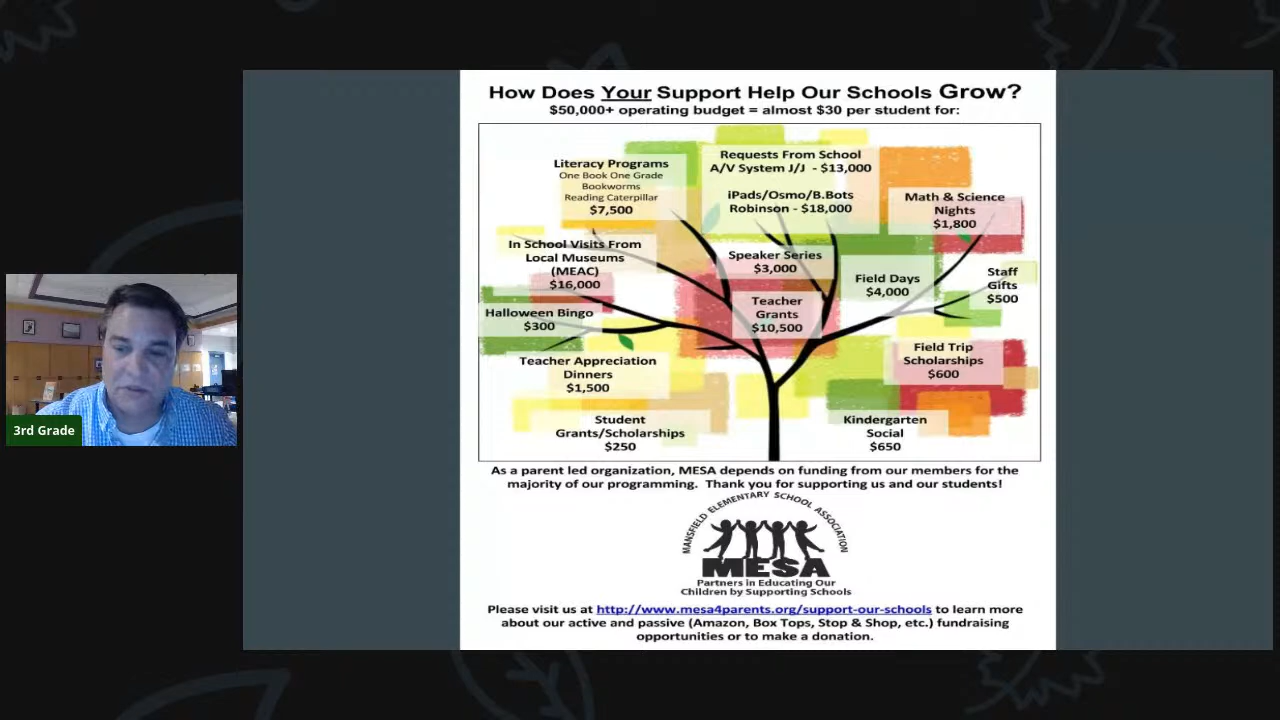 How Does Your Support Help Our Schools Grow?
$50,000+ operating budget = almost $30 per student for:
Literacy Programs
One Book One Grade
Bookworms
Reading Caterpillar
$7,500
Requests From School
A/V System J/J - $13,000
iPads/Osmo/B.Bots
Robinson - $18,000
Math & Science
Nights
$1,800
In School Visits From
Local Museums
(MEAC)
$16,000
Speaker Series
$3,000
Field Days
$4,000
Staff
Gifts
$500
Halloween Bingo
$300
Teacher
Grants
$10,500
Teacher Appreciation
Dinners
$1,500
Field Trip
Scholarships
$600
Student
Grants/Scholarships
$250
Kindergarten
Social
$650
3rd Grade
As a parent led organization, MESA depends on funding from our members for the
majority of our programming. Thank you for supporting us and our students!
MANSFIELD ELEMENTARY SCHOOL ASSOCIATION
MESA
Partners in Educating Our
Children by Supporting Schools
Please visit us at http://www.mesa4parents.org/support-our-schools to learn more
about our active and passive (Amazon, Box Tops, Stop & Shop, etc.) fundraising
opportunities or to make a donation.